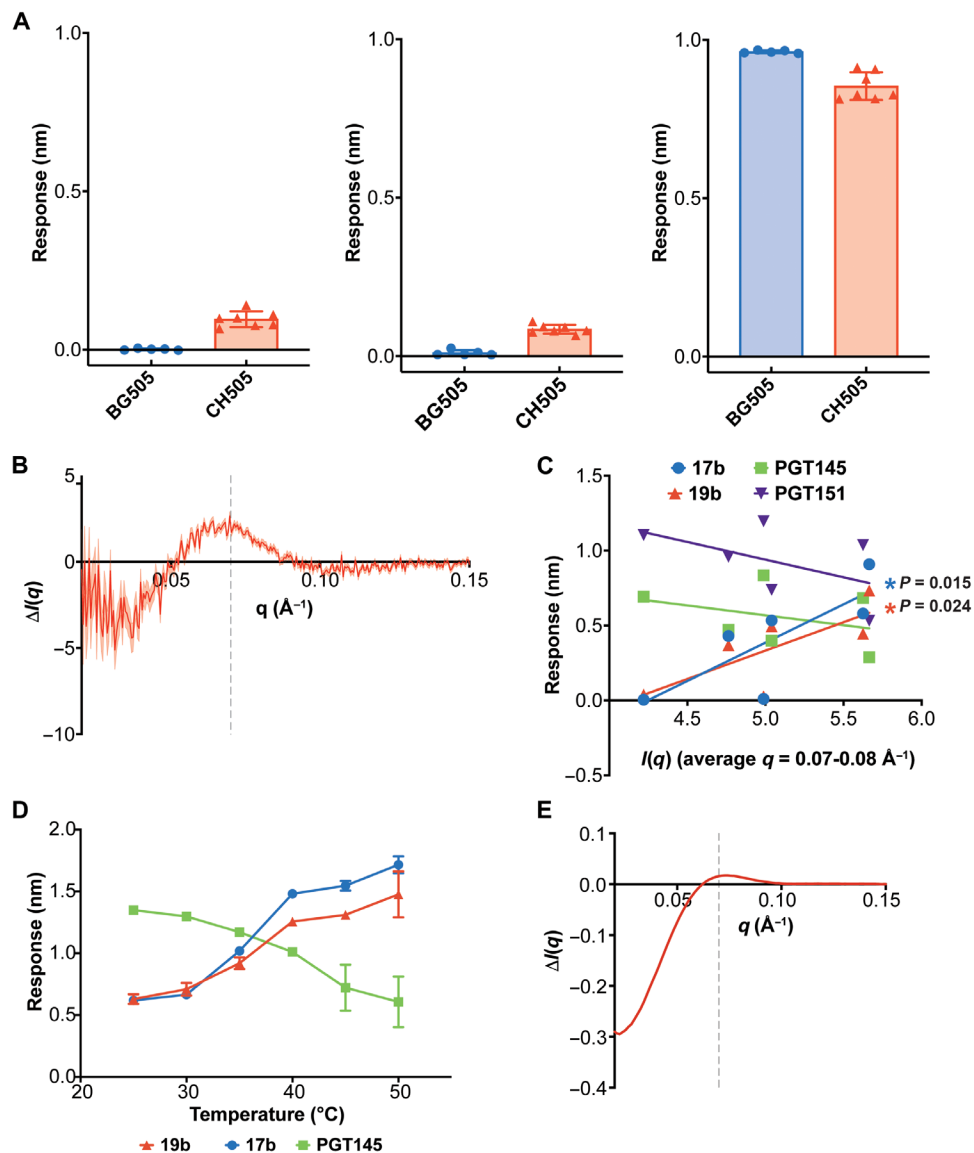 A
1.0
0.5
0.0
Response (nm)
BG505
CH505
1.0
0.5
0.0
Response (nm)
BG505
CH505
1.0
0.5
0.0
Response (nm)
BG505
CH505
B
5
0
−5
−10
ΔI(q)
0.05
0.10
0.15
q (Å⁻¹)
C
17b
PGT145
19b
PGT151
1.5
1.0
0.5
0.0
−0.5
Response (nm)
4.5
5.0
5.5
6.0
* P = 0.015
* P = 0.024
I(q) (average q = 0.07-0.08 Å⁻¹)
D
2.0
1.5
1.0
0.5
0.0
Response (nm)
20
30
40
50
Temperature (°C)
19b
17b
PGT145
E
0.1
0.0
−0.1
−0.2
−0.3
−0.4
ΔI(q)
0.05
0.10
0.15
q (Å⁻¹)